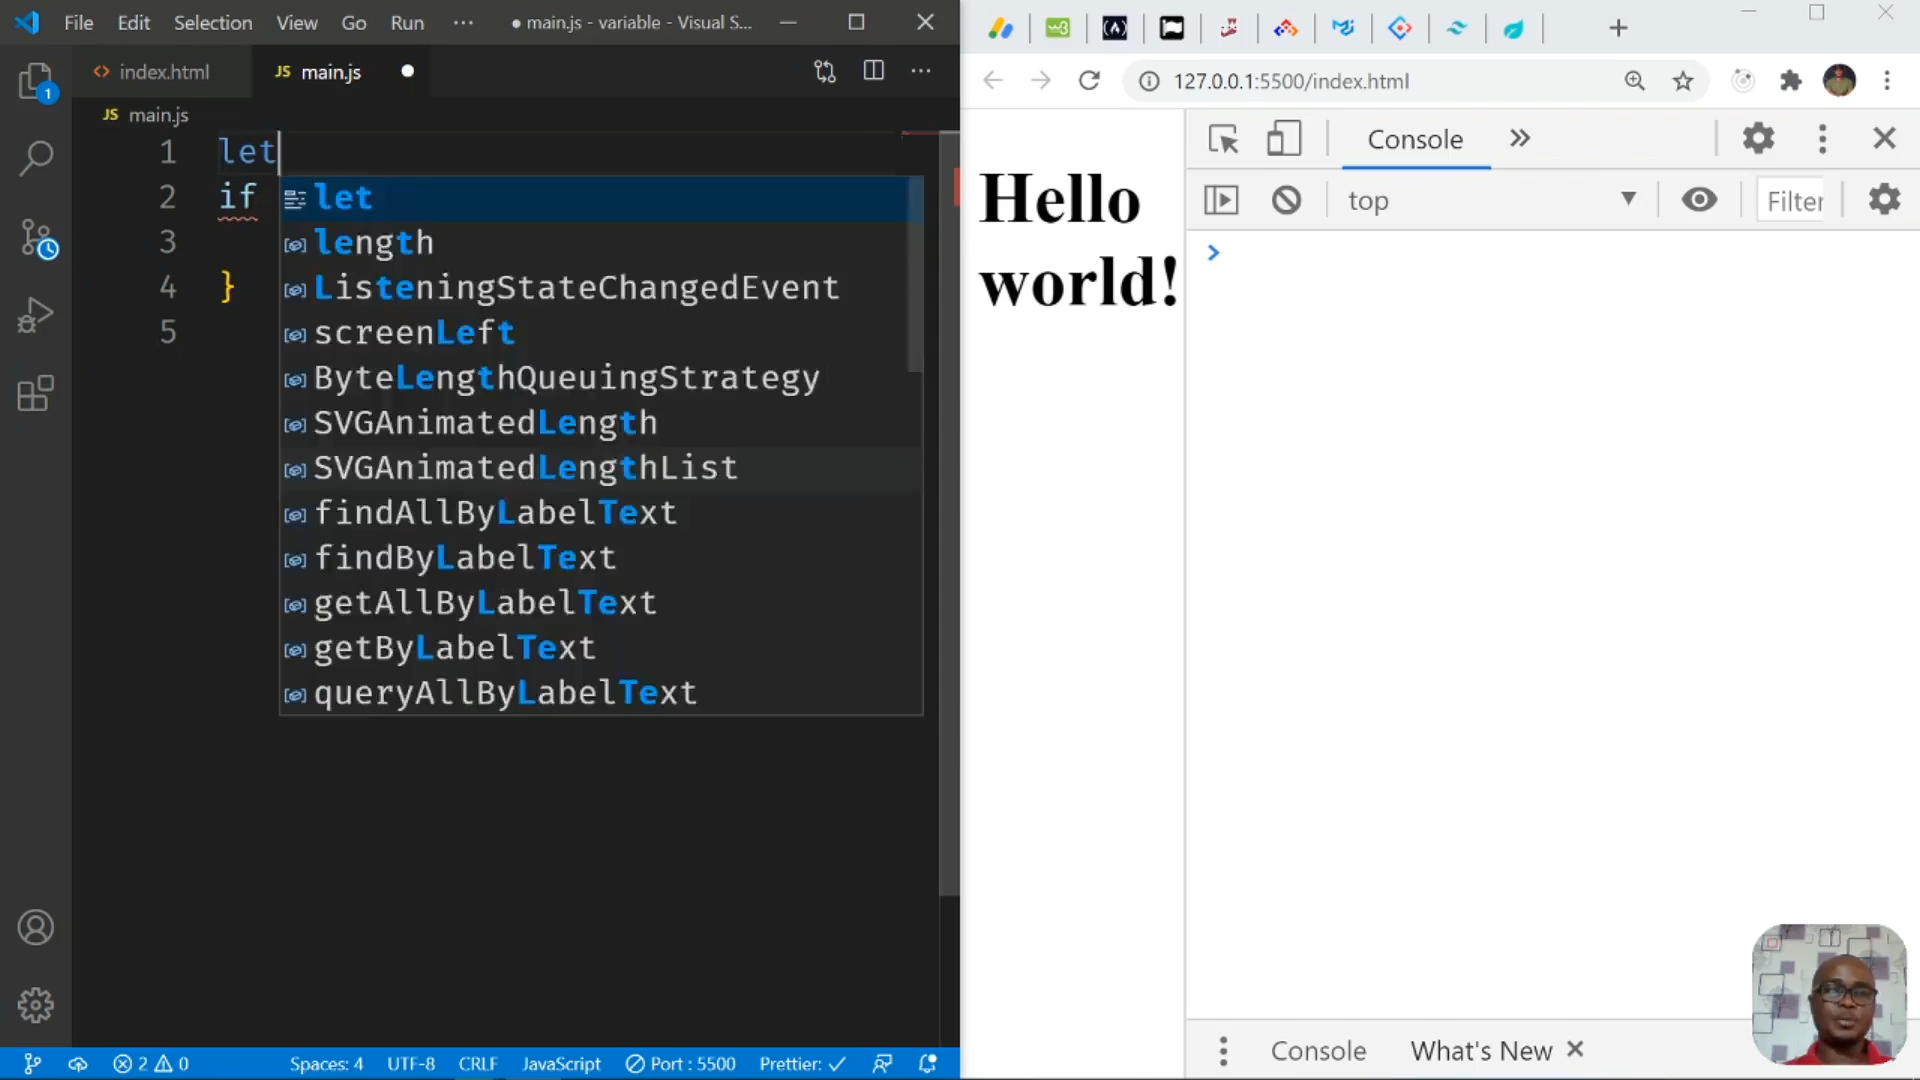 File Edit Selection View Go Run ··· ● main.js - variable - Visual S...
index.html
JS main.js
JS main.js
1 let
2 if
3
4 }
5
let
length
ListeningStateChangedEvent
screenLeft
ByteLengthQueuingStrategy
SVGAnimatedLength
SVGAnimatedLengthList
findAllByLabelText
findByLabelText
getAllByLabelText
getByLabelText
queryAllByLabelText
1
2 0 Spaces: 4 UTF-8 CRLF JavaScript Port : 5500 Prettier: ✓
127.0.0.1:5500/index.html
Hello
world!
Console
top Filter
Console What's New